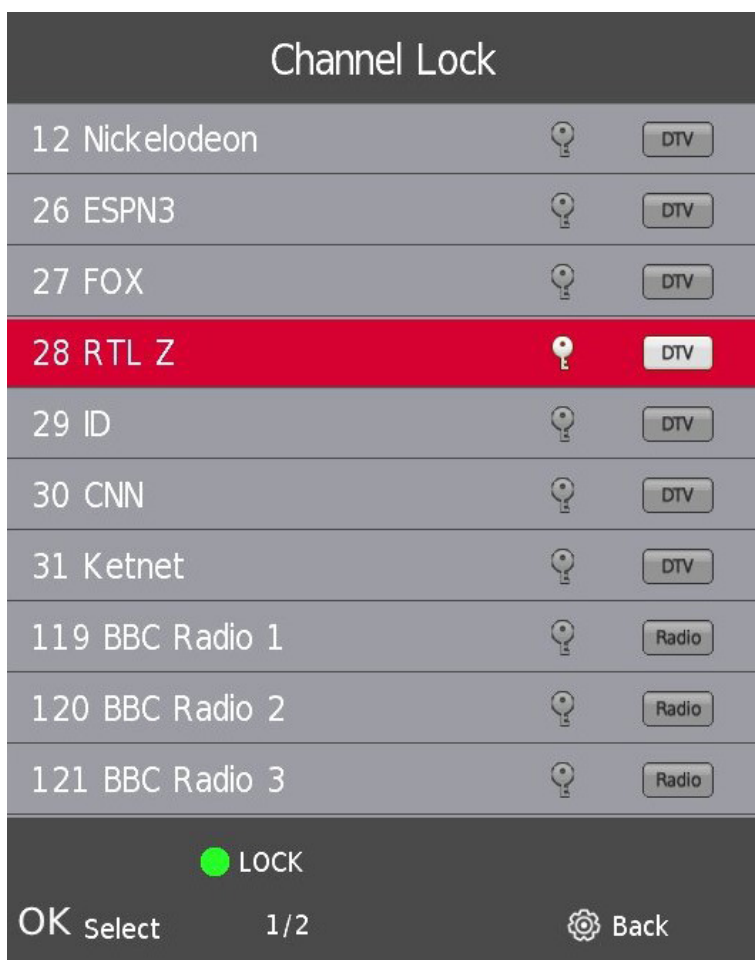 Channel Lock
12 Nickelodeon DTV
26 ESPN3 DTV
27 FOX DTV
28 RTL Z DTV
29 ID DTV
30 CNN DTV
31 Ketnet DTV
119 BBC Radio 1 Radio
120 BBC Radio 2 Radio
121 BBC Radio 3 Radio
LOCK
OK Select 1/2 Back